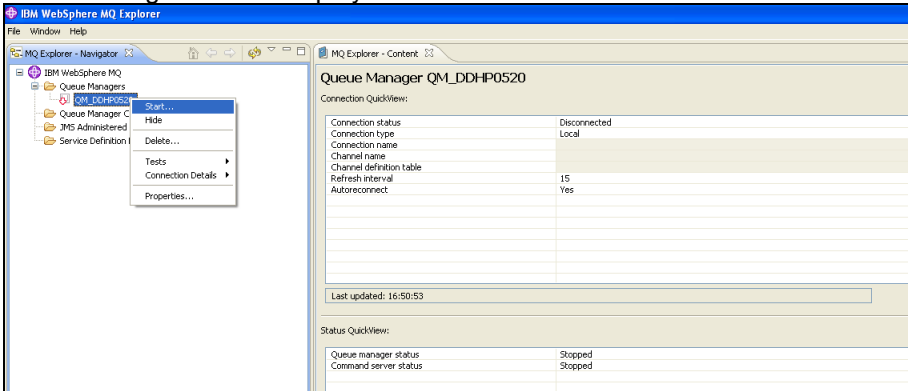 IBM WebSphere MQ Explorer
File Window Help
MQ Explorer - Navigator
IBM WebSphere MQ
Queue Managers
QM_DDHP0520
Queue Manager C
JMS Administered
Service Definition
Start...
Hide
Delete...
Tests
Connection Details
Properties...
MQ Explorer - Content
Queue Manager QM_DDHP0520
Connection QuickView:
Connection status Disconnected
Connection type Local
Connection name
Channel name
Channel definition table
Refresh interval 15
Autoreconnect Yes
Last updated: 16:50:53
Status QuickView:
Queue manager status Stopped
Command server status Stopped